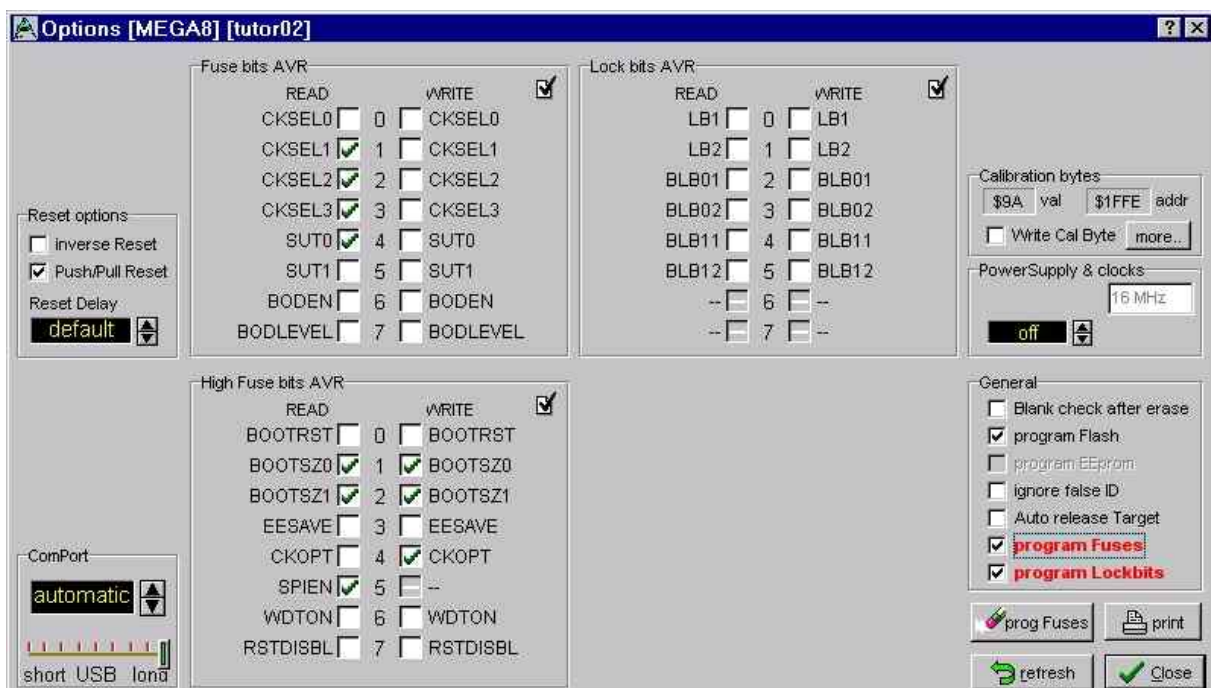 Options [MEGA8] [tutor02]
Fuse bits AVR
READ WRITE
CKSEL0 0 CKSEL0
CKSEL1 1 CKSEL1
CKSEL2 2 CKSEL2
CKSEL3 3 CKSEL3
SUT0 4 SUT0
SUT1 5 SUT1
BODEN 6 BODEN
BODLEVEL 7 BODLEVEL
Lock bits AVR
READ WRITE
LB1 0 LB1
LB2 1 LB2
BLB01 2 BLB01
BLB02 3 BLB02
BLB11 4 BLB11
BLB12 5 BLB12
-- 6 --
-- 7 --
Reset options
inverse Reset
Push/Pull Reset
Reset Delay
default
Calibration bytes
$9A val $1FFE addr
Write Cal Byte more..
PowerSupply & clocks
16 MHz
off
High Fuse bits AVR
READ WRITE
BOOTRST 0 BOOTRST
BOOTSZ0 1 BOOTSZ0
BOOTSZ1 2 BOOTSZ1
EESAVE 3 EESAVE
CKOPT 4 CKOPT
SPIEN 5 --
WDTON 6 WDTON
RSTDISBL 7 RSTDISBL
General
Blank check after erase
program Flash
program EEprom
ignore false ID
Auto release Target
program Fuses
program Lockbits
ComPort
automatic
short USB long
prog Fuses print
refresh Close